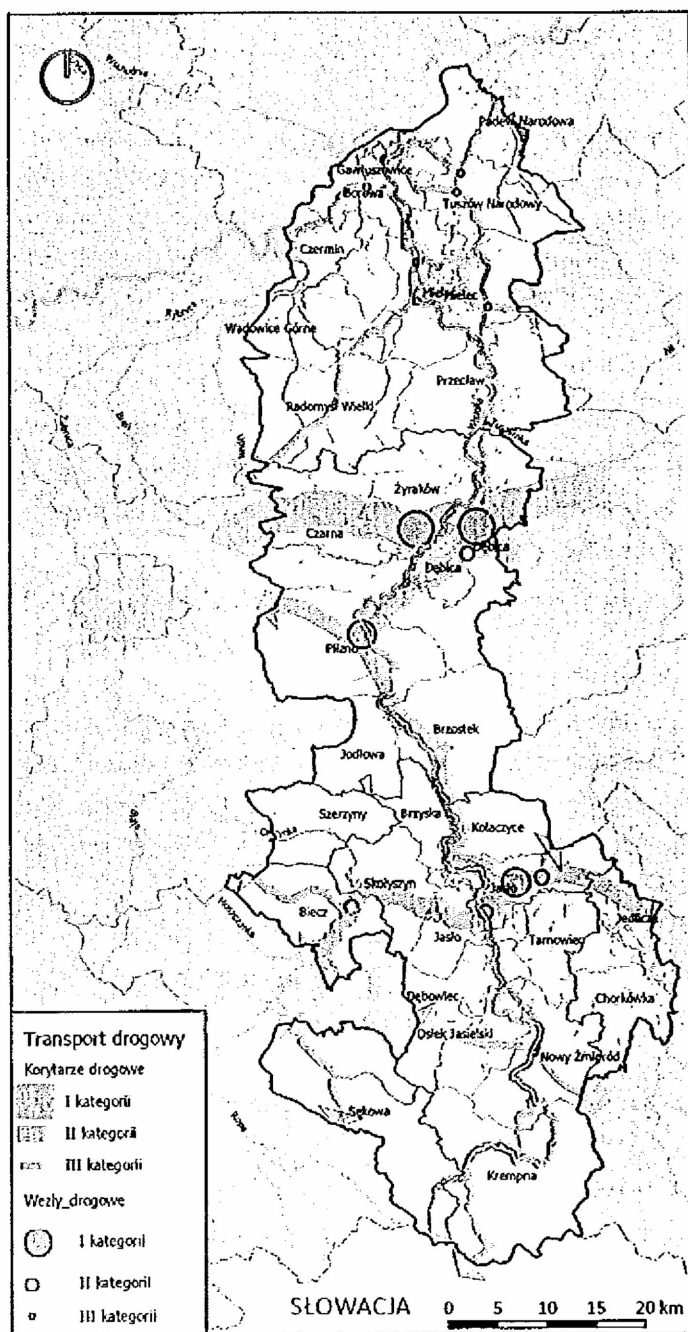 Padew Narodowa
Gawłuszowice
Borowa
Tuszów Narodowy
Czermin
Mielec
Wadowice Górne
Przecław
Radomyśl Wielki
Żyraków
Czarna
Dębica
Dębica
Pilzno
Brzostek
Jodłowa
Szerzyny
Brzyska
Kołaczyce
Skołyszyn
Jasło
Biecz
Jedlicze
Jasło
Tarnowiec
Dębowiec
Chorkówka
Osiek Jasielski
Nowy Żmigród
Sękowa
Krempna
Transport drogowy
Korytarze drogowe
I kategorii
II kategorii
III kategorii
Wezly_drogowe
I kategorii
II kategorii
III kategorii
SŁOWACJA
0 5 10 15 20 km